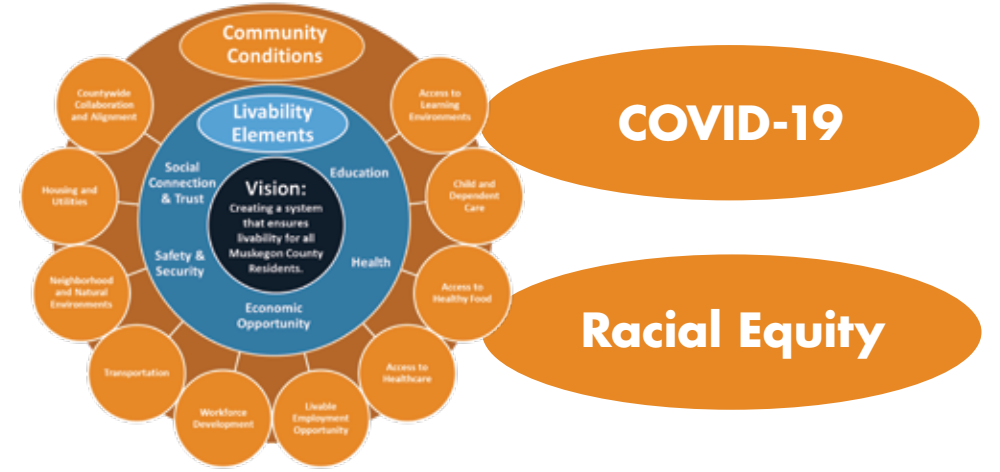 Community
Conditions
Livability
Elements
Vision:
Creating a system
that ensures
livability for all
Muskegon County
Residents.
Social
Connection
& Trust
Education
Safety &
Security
Health
Economic
Opportunity
Countywide
Collaboration
and Alignment
Access to
Learning
Environments
Housing and
Utilities
Child and
Dependent
Care
Neighborhood
and Natural
Environments
Access to
Healthy Food
Transportation
Access to
Healthcare
Workforce
Development
Livable
Employment
Opportunity
COVID-19
Racial Equity